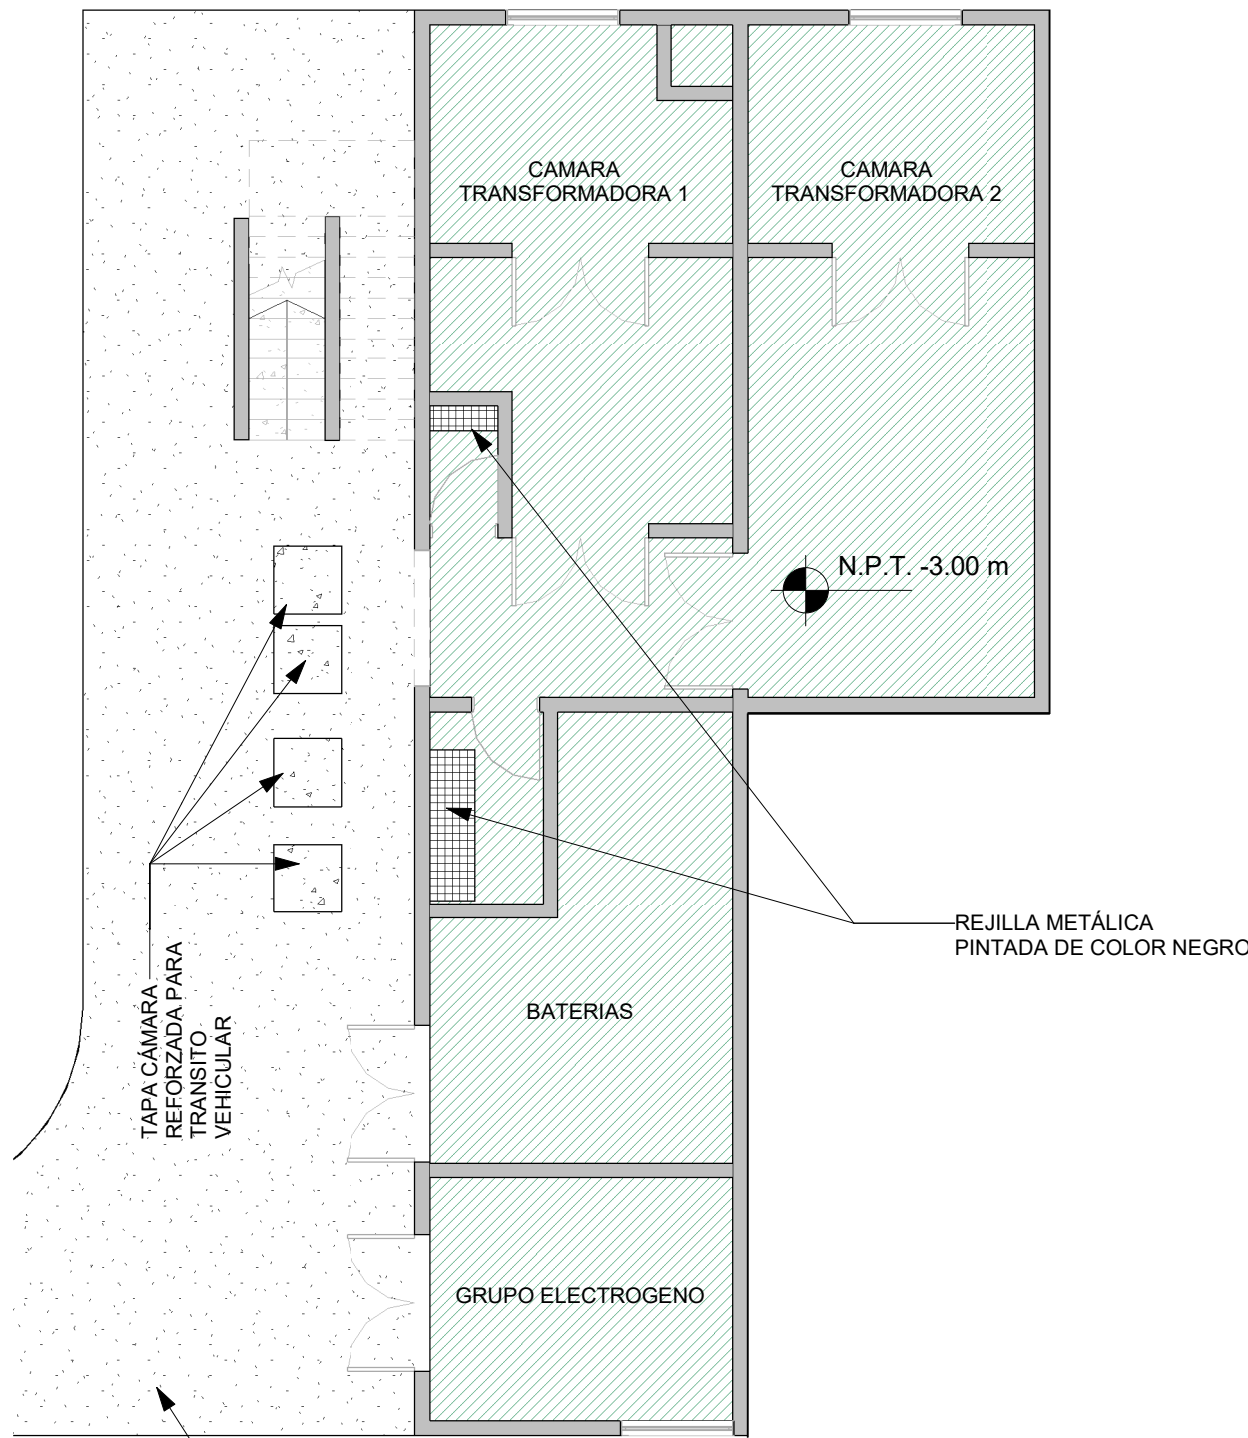 CAMARA
TRANSFORMADORA 1
CAMARA
TRANSFORMADORA 2
N.P.T. -3.00 m
REJILLA METÁLICA
PINTADA DE COLOR NEGRO
TAPA CÁMARA
REFORZADA PARA
TRANSITO
VEHICULAR
BATERIAS
GRUPO ELECTROGENO